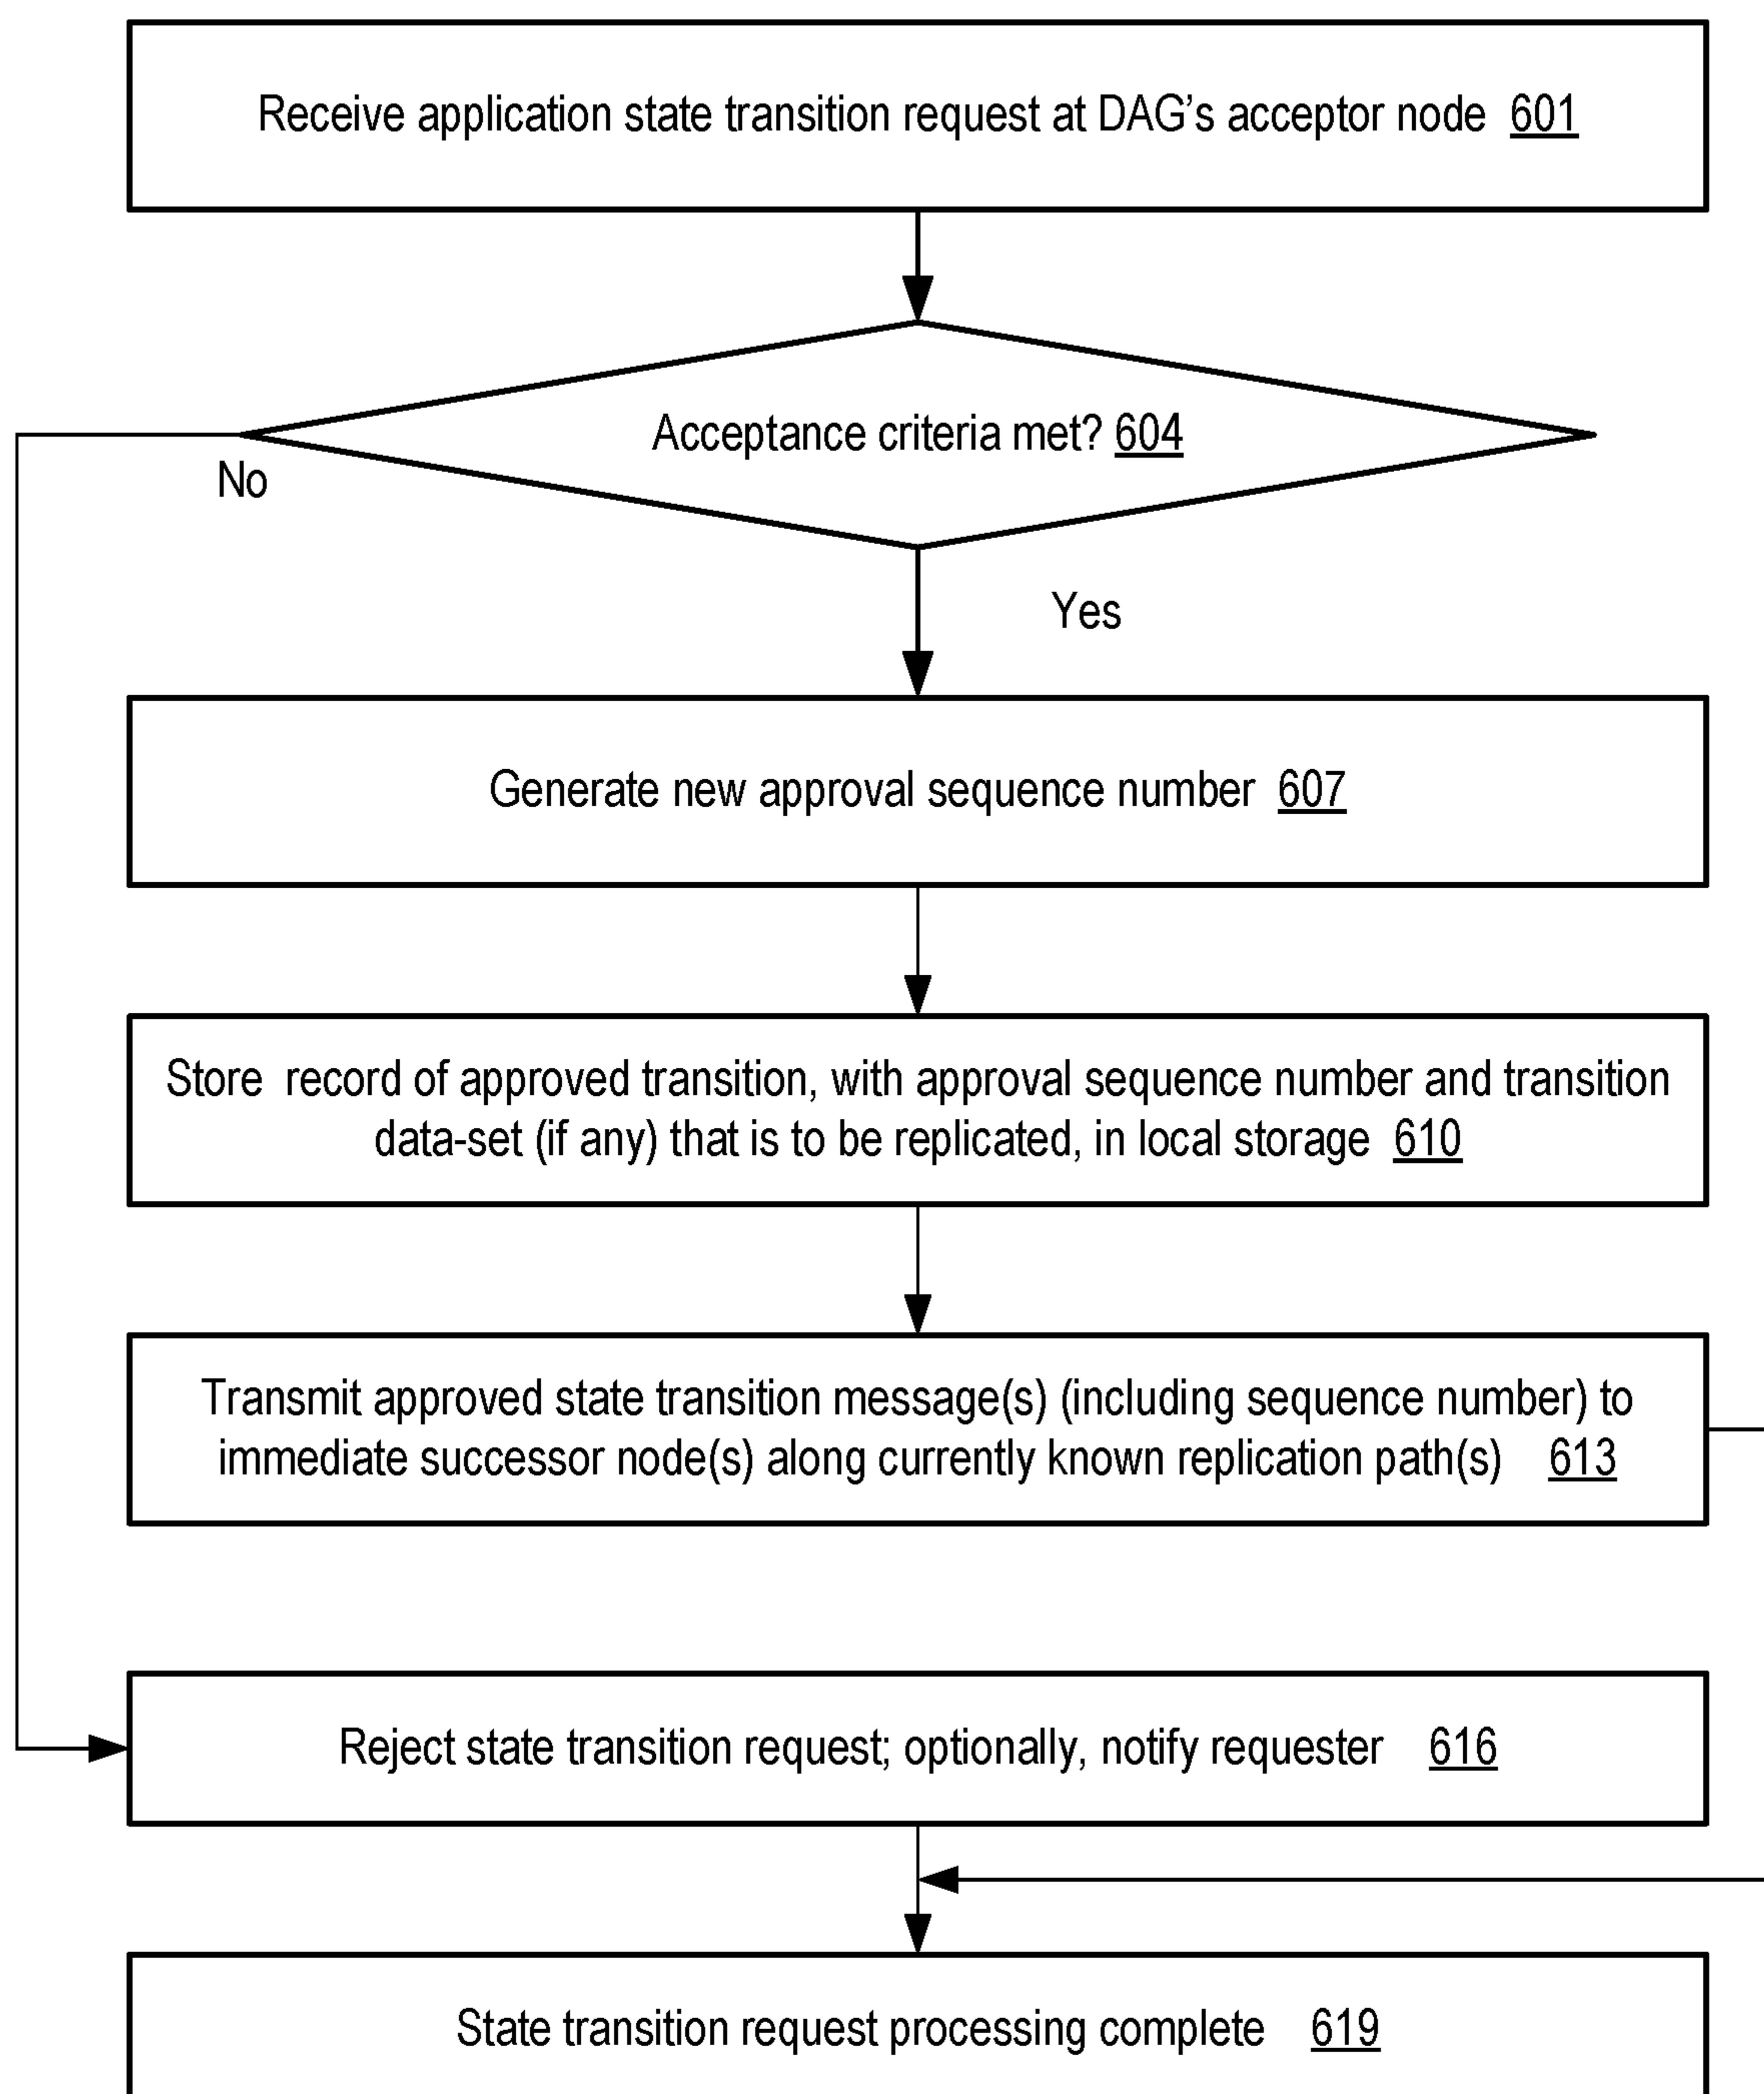 Receive application state transition request at DAG's acceptor node 601
Acceptance criteria met? 604
No
Yes
Generate new approval sequence number 607
Store record of approved transition, with approval sequence number and transition
data-set (if any) that is to be replicated, in local storage 610
Transmit approved state transition message(s) (including sequence number) to
immediate successor node(s) along currently known replication path(s) 613
Reject state transition request; optionally, notify requester 616
State transition request processing complete 619